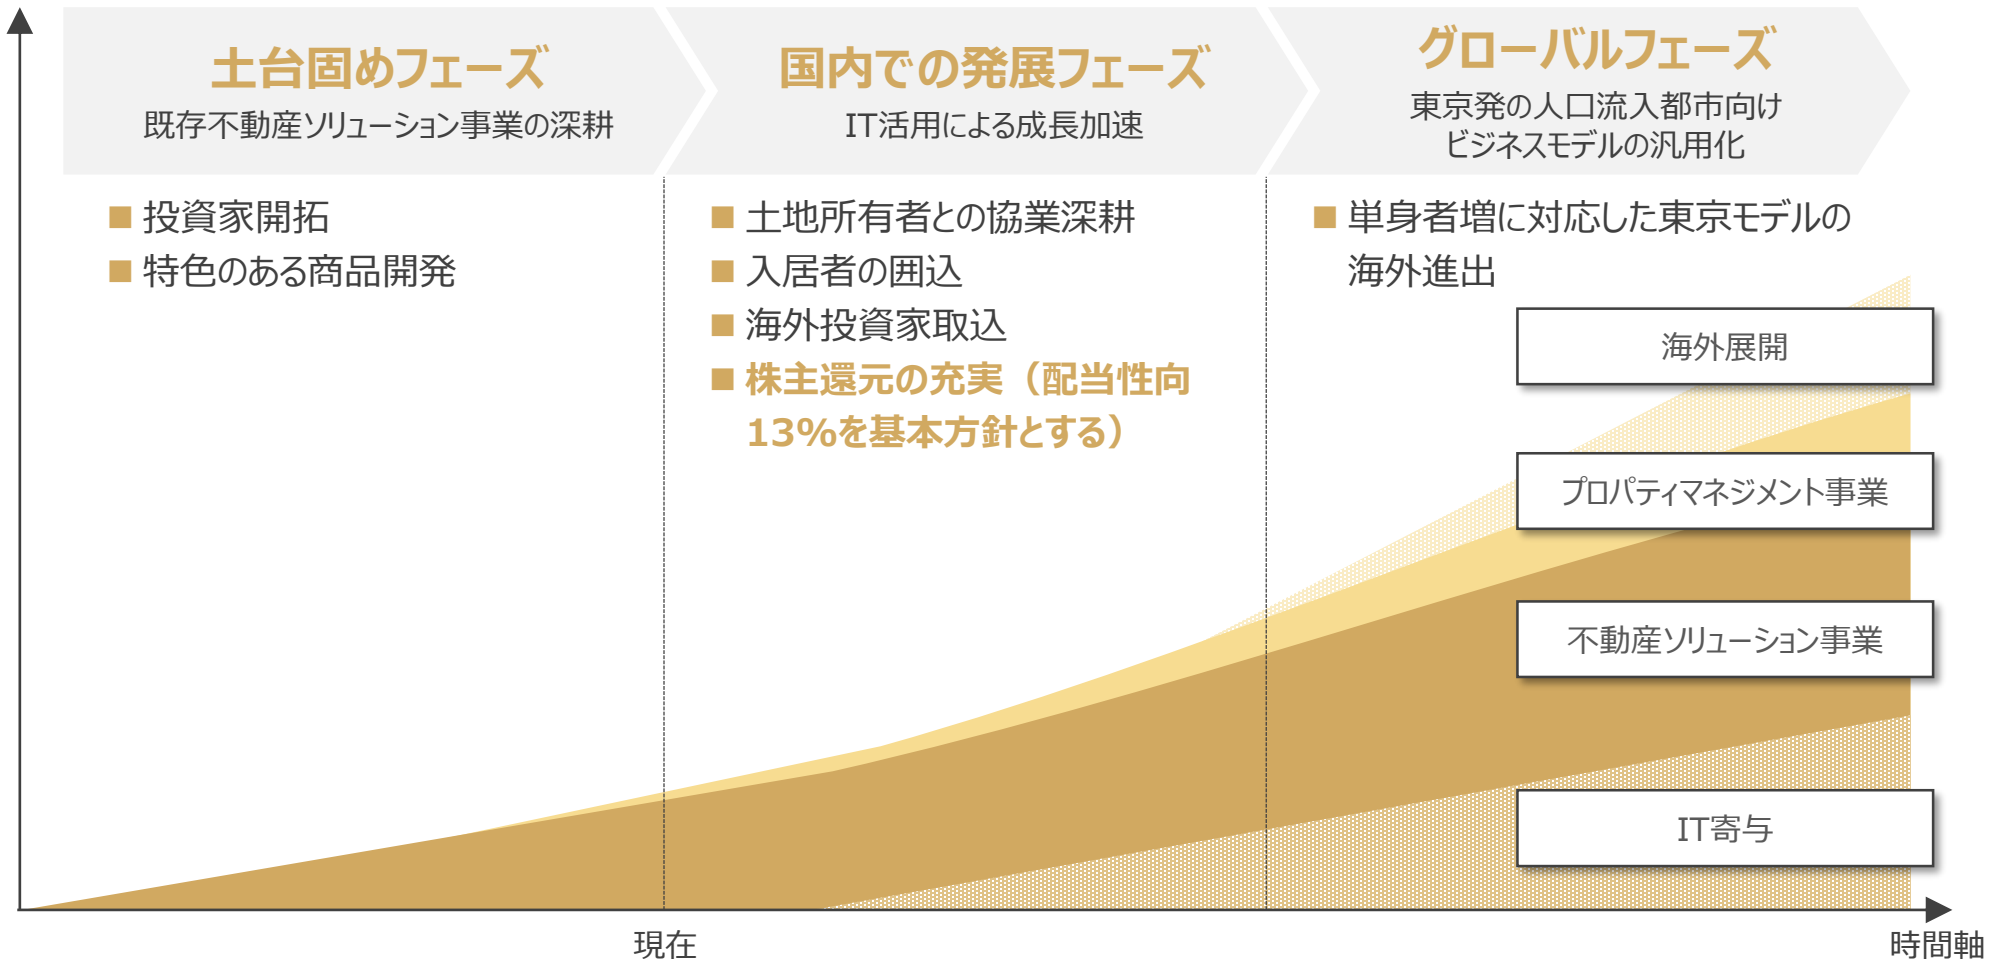 土台固めフェーズ
既存不動産ソリューション事業の深耕
国内での発展フェーズ
IT活用による成長加速
グローバルフェーズ
東京発の人口流入都市向け
ビジネスモデルの汎用化
■ 投資家開拓
■ 特色のある商品開発
■ 土地所有者との協業深耕
■ 入居者の囲込
■ 海外投資家取込
■ 株主還元の充実（配当性向
13%を基本方針とする）
■ 単身者増に対応した東京モデルの
海外進出
海外展開
プロパティマネジメント事業
不動産ソリューション事業
IT寄与
現在
時間軸